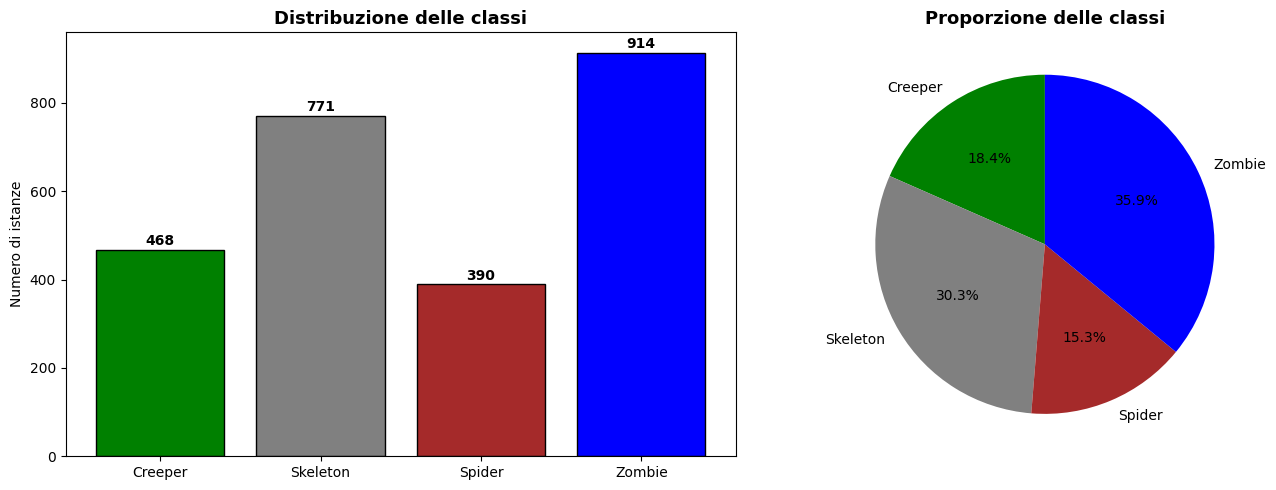 Distribuzione delle classi
Numero di istanze
800
600
400
200
0
468
771
390
914
Creeper
Skeleton
Spider
Zombie
Proporzione delle classi
Creeper
18.4%
Zombie
35.9%
Skeleton
30.3%
Spider
15.3%